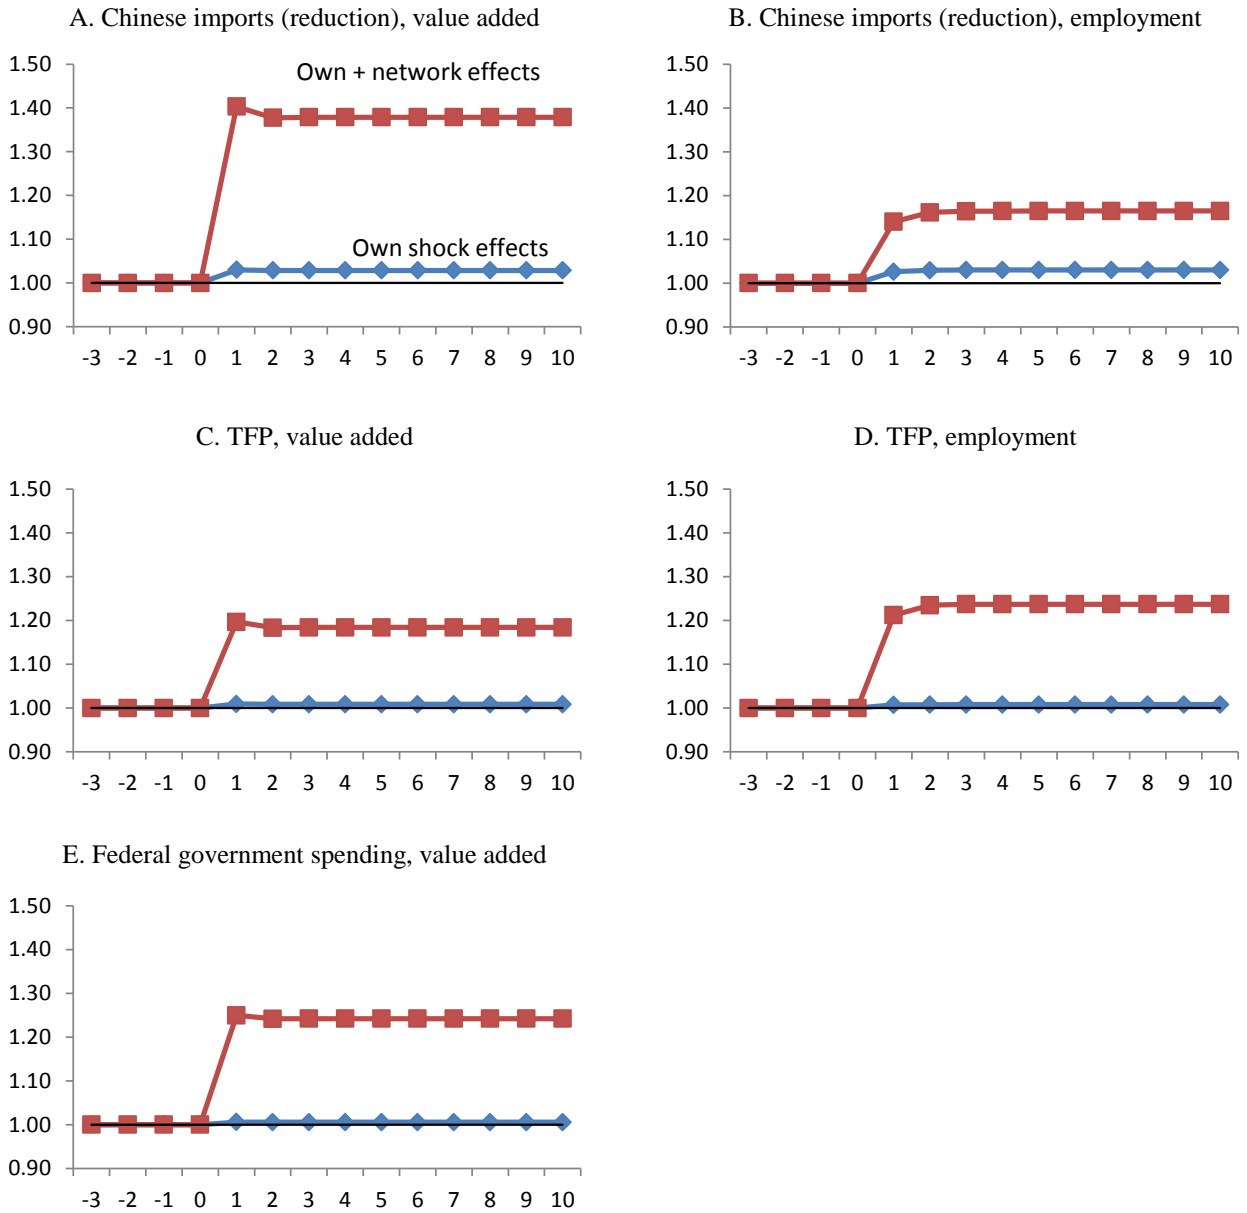 A. Chinese imports (reduction), value added
1.50
1.40
1.30
1.20
1.10
1.00
0.90
Own + network effects
Own shock effects
-3 -2 -1 0 1 2 3 4 5 6 7 8 9 10
B. Chinese imports (reduction), employment
1.50
1.40
1.30
1.20
1.10
1.00
0.90
-3 -2 -1 0 1 2 3 4 5 6 7 8 9 10
C. TFP, value added
1.50
1.40
1.30
1.20
1.10
1.00
0.90
-3 -2 -1 0 1 2 3 4 5 6 7 8 9 10
D. TFP, employment
1.50
1.40
1.30
1.20
1.10
1.00
0.90
-3 -2 -1 0 1 2 3 4 5 6 7 8 9 10
E. Federal government spending, value added
1.50
1.40
1.30
1.20
1.10
1.00
0.90
-3 -2 -1 0 1 2 3 4 5 6 7 8 9 10